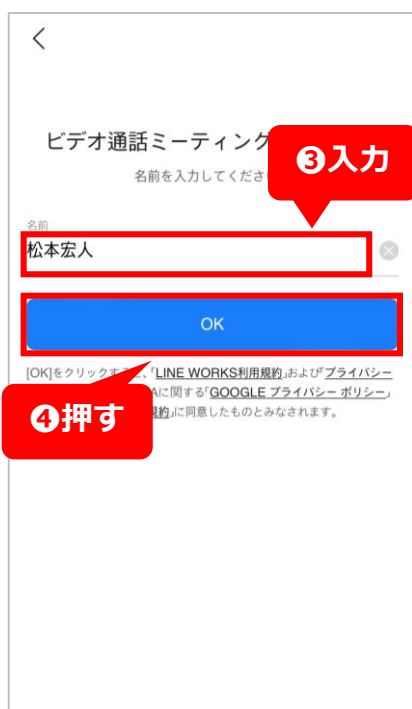 ビデオ通話ミーティング
❸入力
名前を入力してくださ
名前
松本宏人
OK
[OK]をクリックす 、「LINE WORKS利用規約」および「プライバシー
Aに関する「GOOGLE プライバシー ポリシー」
約」に同意したものとみなされます。
❹押す